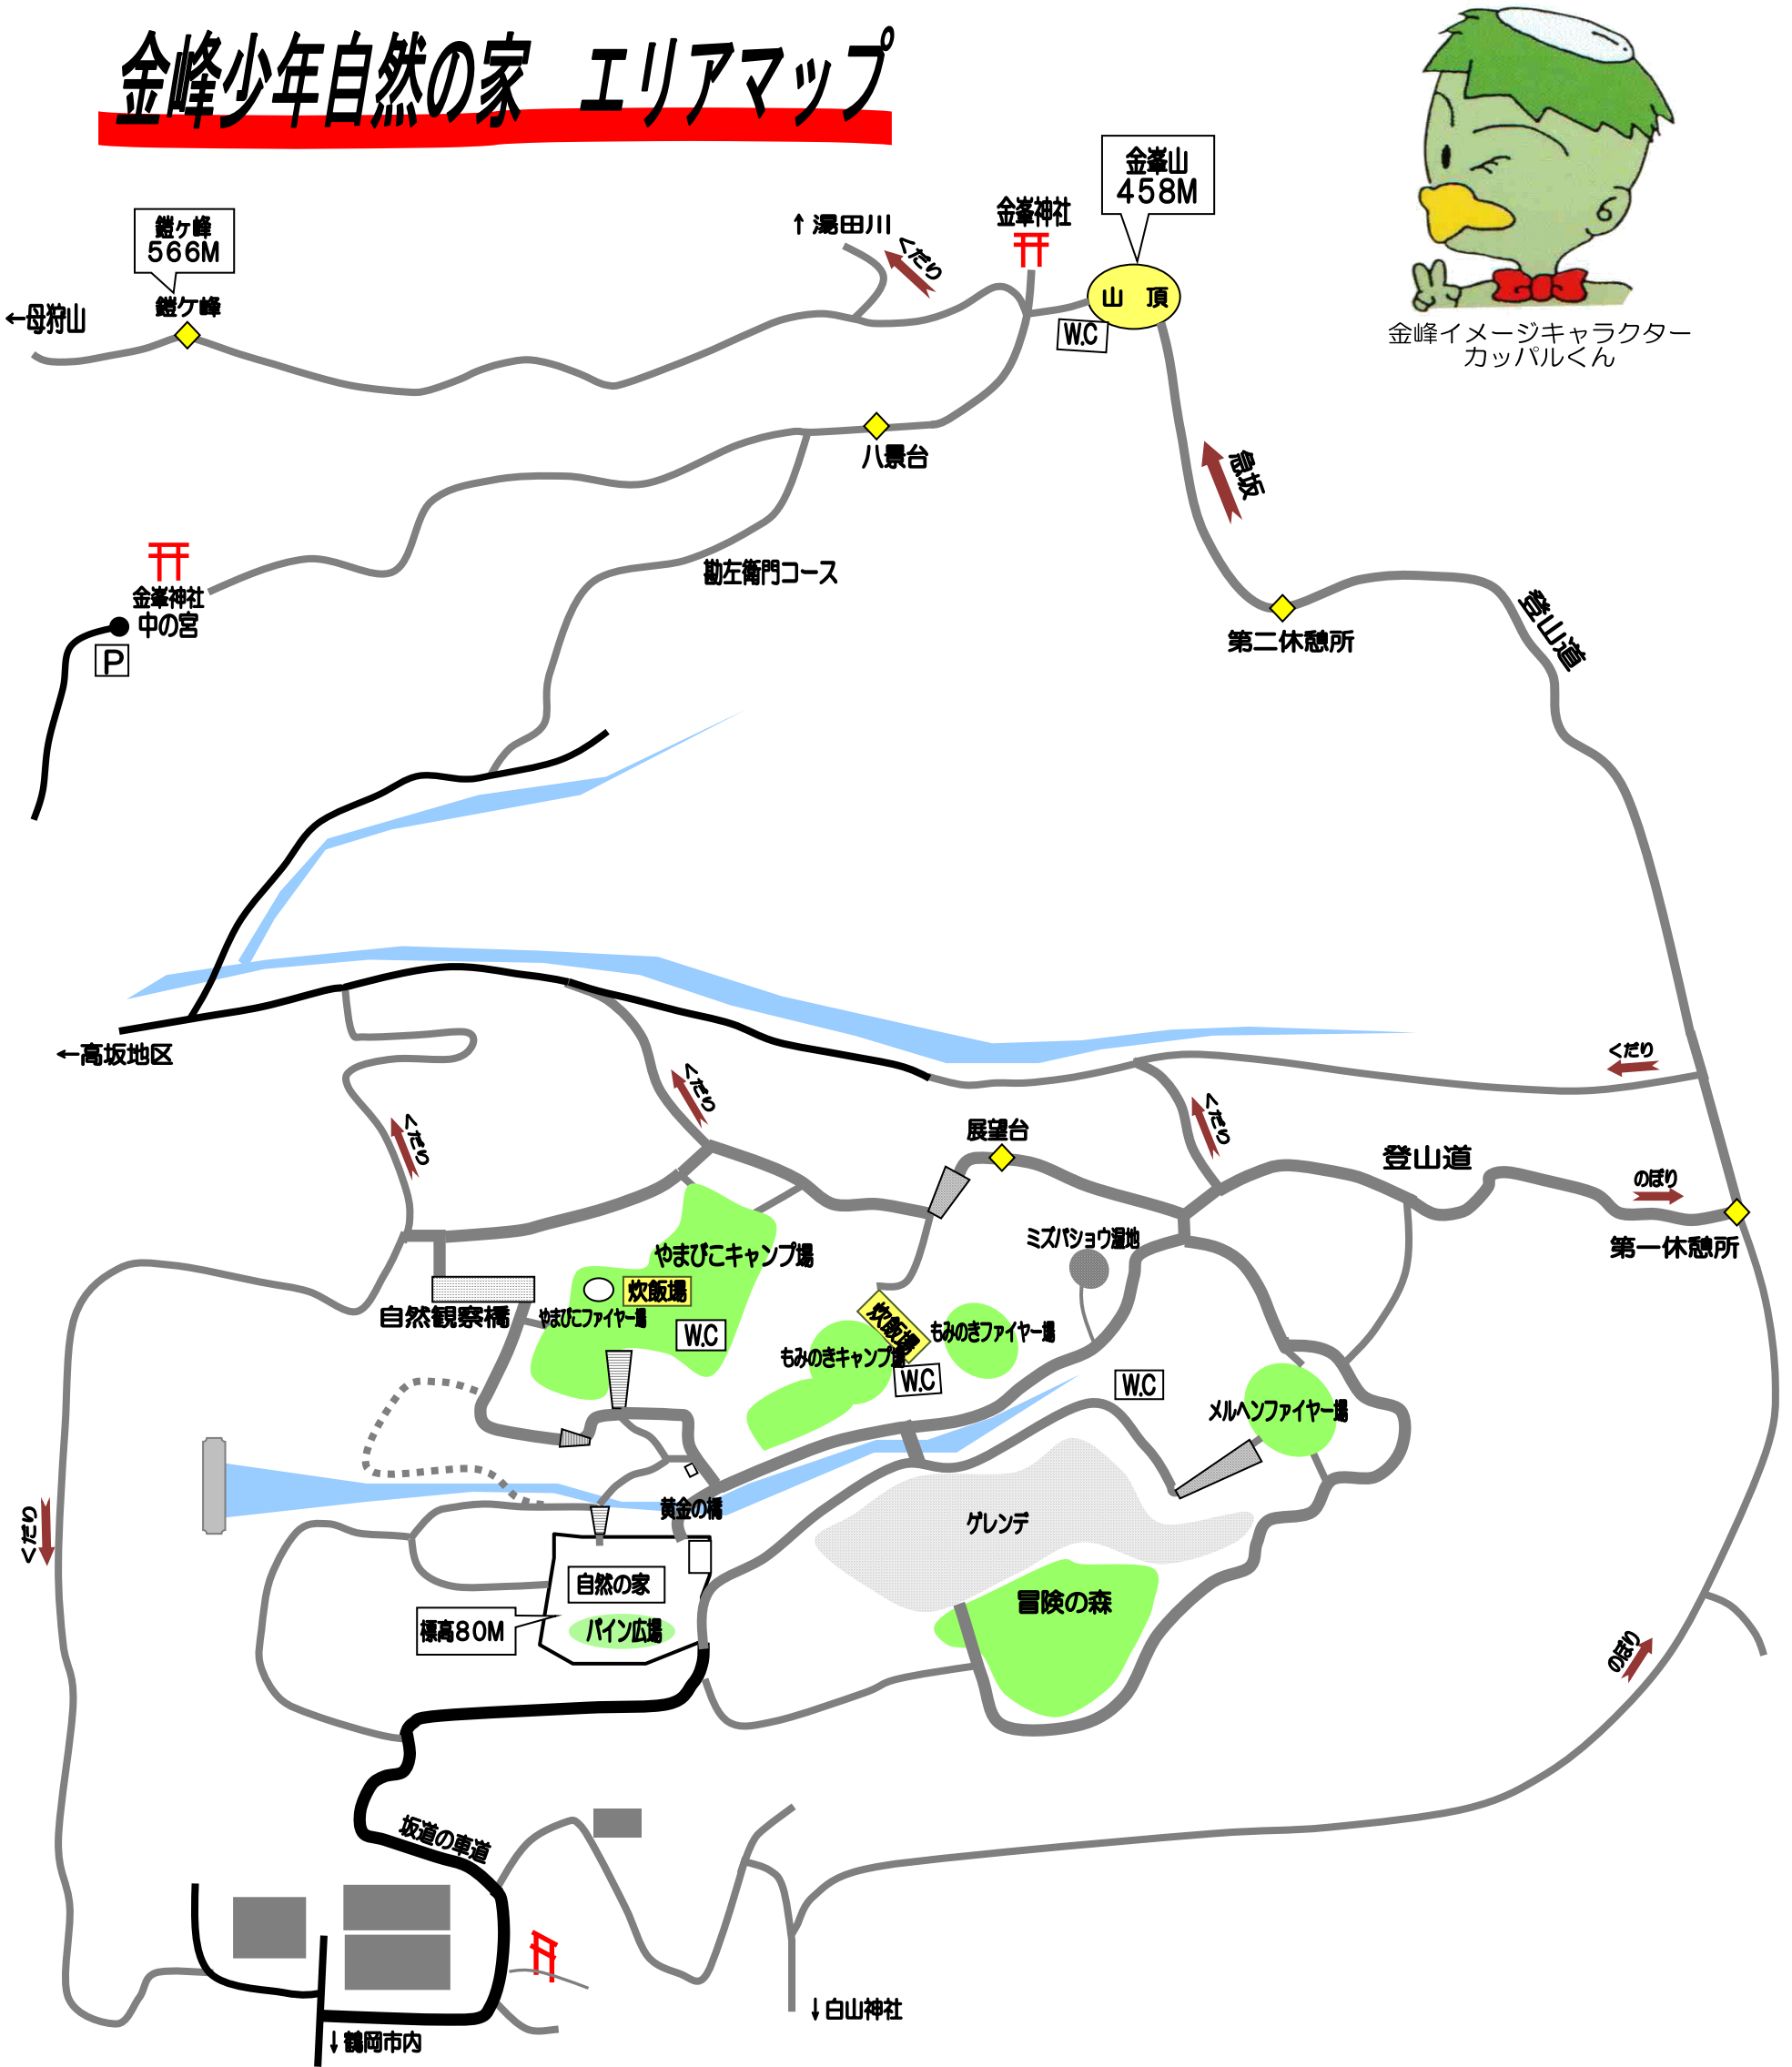 金峰少年自然の家　エリアマップ
金峯山
458M
鎧ヶ峰
566M
↑湯田川
くだり
金峯神社
山　頂
W.C
鎧ケ峰
←母狩山
金峰イメージキャラクター
カッパルくん
八景台
急坂
勘左衛門コース
金峯神社
中の宮
P
第二休憩所
登山道
←高坂地区
くだり
くだり
くだり
くだり
展望台
登山道
のぼり
第一休憩所
ミズバショウ湿地
やまびこキャンプ場
炊飯場
自然観察橋
やまびこファイヤー場
W.C
炊飯場
もみのきファイヤー場
もみのきキャンプ場
W.C
W.C
メルヘンファイヤー場
黄金の橋
ゲレンデ
くだり
自然の家
冒険の森
標高80M
パイン広場
のぼり
坂道の車道
↓白山神社
↓鶴岡市内